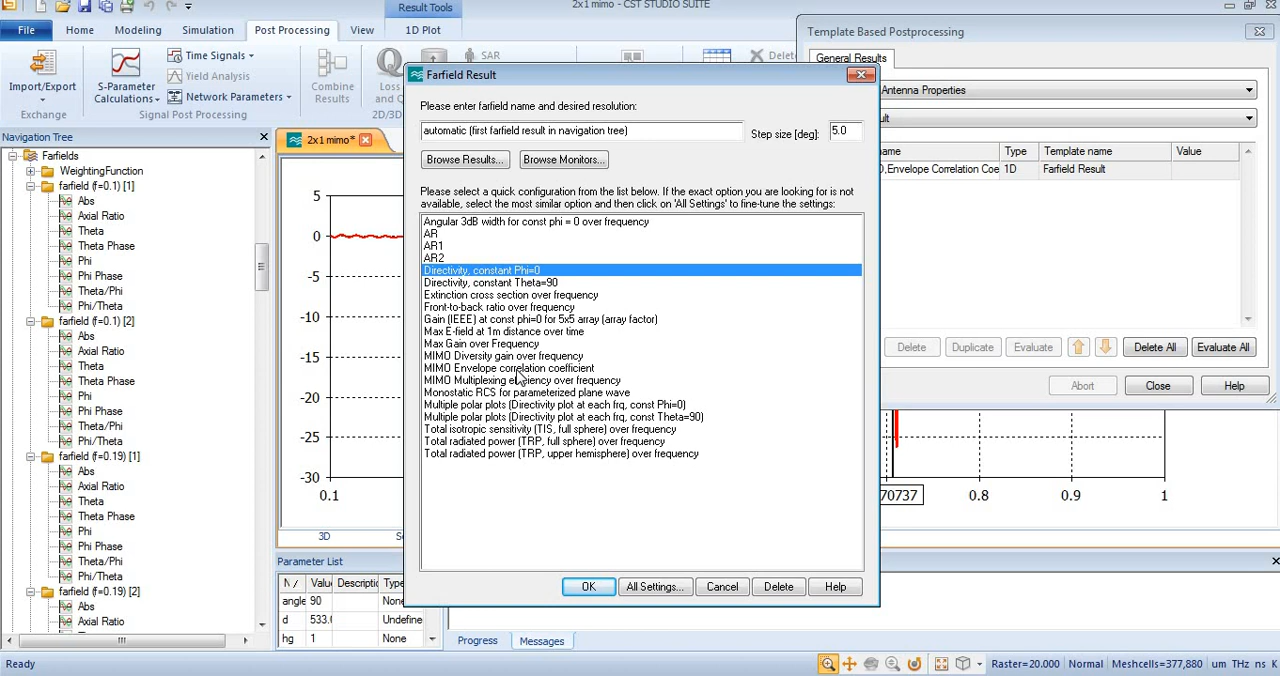 2x1 mimo - CST STUDIO SUITE
Result Tools
File
Home
Modeling
Simulation
Post Processing
View
1D Plot
Import/Export
Exchange
S-Parameter
Calculations
Time Signals
Yield Analysis
Network Parameters
Signal Post Processing
Combine
Results
Loss
and Q
2D/3D
SAR
Delete
Template Based Postprocessing
General Results
Antenna Properties
ult
ame
Type
Template name
Value
D,Envelope Correlation Coe
1D
Farfield Result
Delete
Duplicate
Evaluate
Delete All
Evaluate All
Abort
Close
Help
Navigation Tree
Farfields
WeightingFunction
farfield (f=0.1) [1]
Abs
Axial Ratio
Theta
Theta Phase
Phi
Phi Phase
Theta/Phi
Phi/Theta
farfield (f=0.1) [2]
Abs
Axial Ratio
Theta
Theta Phase
Phi
Phi Phase
Theta/Phi
Phi/Theta
farfield (f=0.19) [1]
Abs
Axial Ratio
Theta
Theta Phase
Phi
Phi Phase
Theta/Phi
Phi/Theta
farfield (f=0.19) [2]
Abs
Axial Ratio
2x1 mimo*
5
0
-5
-10
-15
-20
-25
-30
0.1
3D
70737
0.8
0.9
1
Farfield Result
Please enter farfield name and desired resolution:
automatic (first farfield result in navigation tree)
Step size [deg]:
5.0
Browse Results...
Browse Monitors...
Please select a quick configuration from the list below. If the exact option you are looking for is not
available, select the most similar option and then click on 'All Settings' to fine-tune the settings:
Angular 3dB width for const phi = 0 over frequency
AR
AR1
AR2
Directivity, constant Phi=0
Directivity, constant Theta=90
Extinction cross section over frequency
Front-to-back ratio over frequency
Gain (IEEE) at const phi=0 for 5x5 array (array factor)
Max E-field at 1m distance over time
Max Gain over Frequency
MIMO Diversity gain over frequency
MIMO Envelope correlation coefficient
MIMO Multiplexing efficiency over frequency
Monostatic RCS for parameterized plane wave
Multiple polar plots (Directivity plot at each frq, const Phi=0)
Multiple polar plots (Directivity plot at each frq, const Theta=90)
Total isotropic sensitivity (TIS, full sphere) over frequency
Total radiated power (TRP, full sphere) over frequency
Total radiated power (TRP, upper hemisphere) over frequency
OK
All Settings...
Cancel
Delete
Help
Parameter List
N
Valu
Descriptic
Type
angle
90
None
d
533.
Undefine
hg
1
None
Progress
Messages
Ready
Raster=20.000
Normal
Meshcells=377,880
um THz ns K